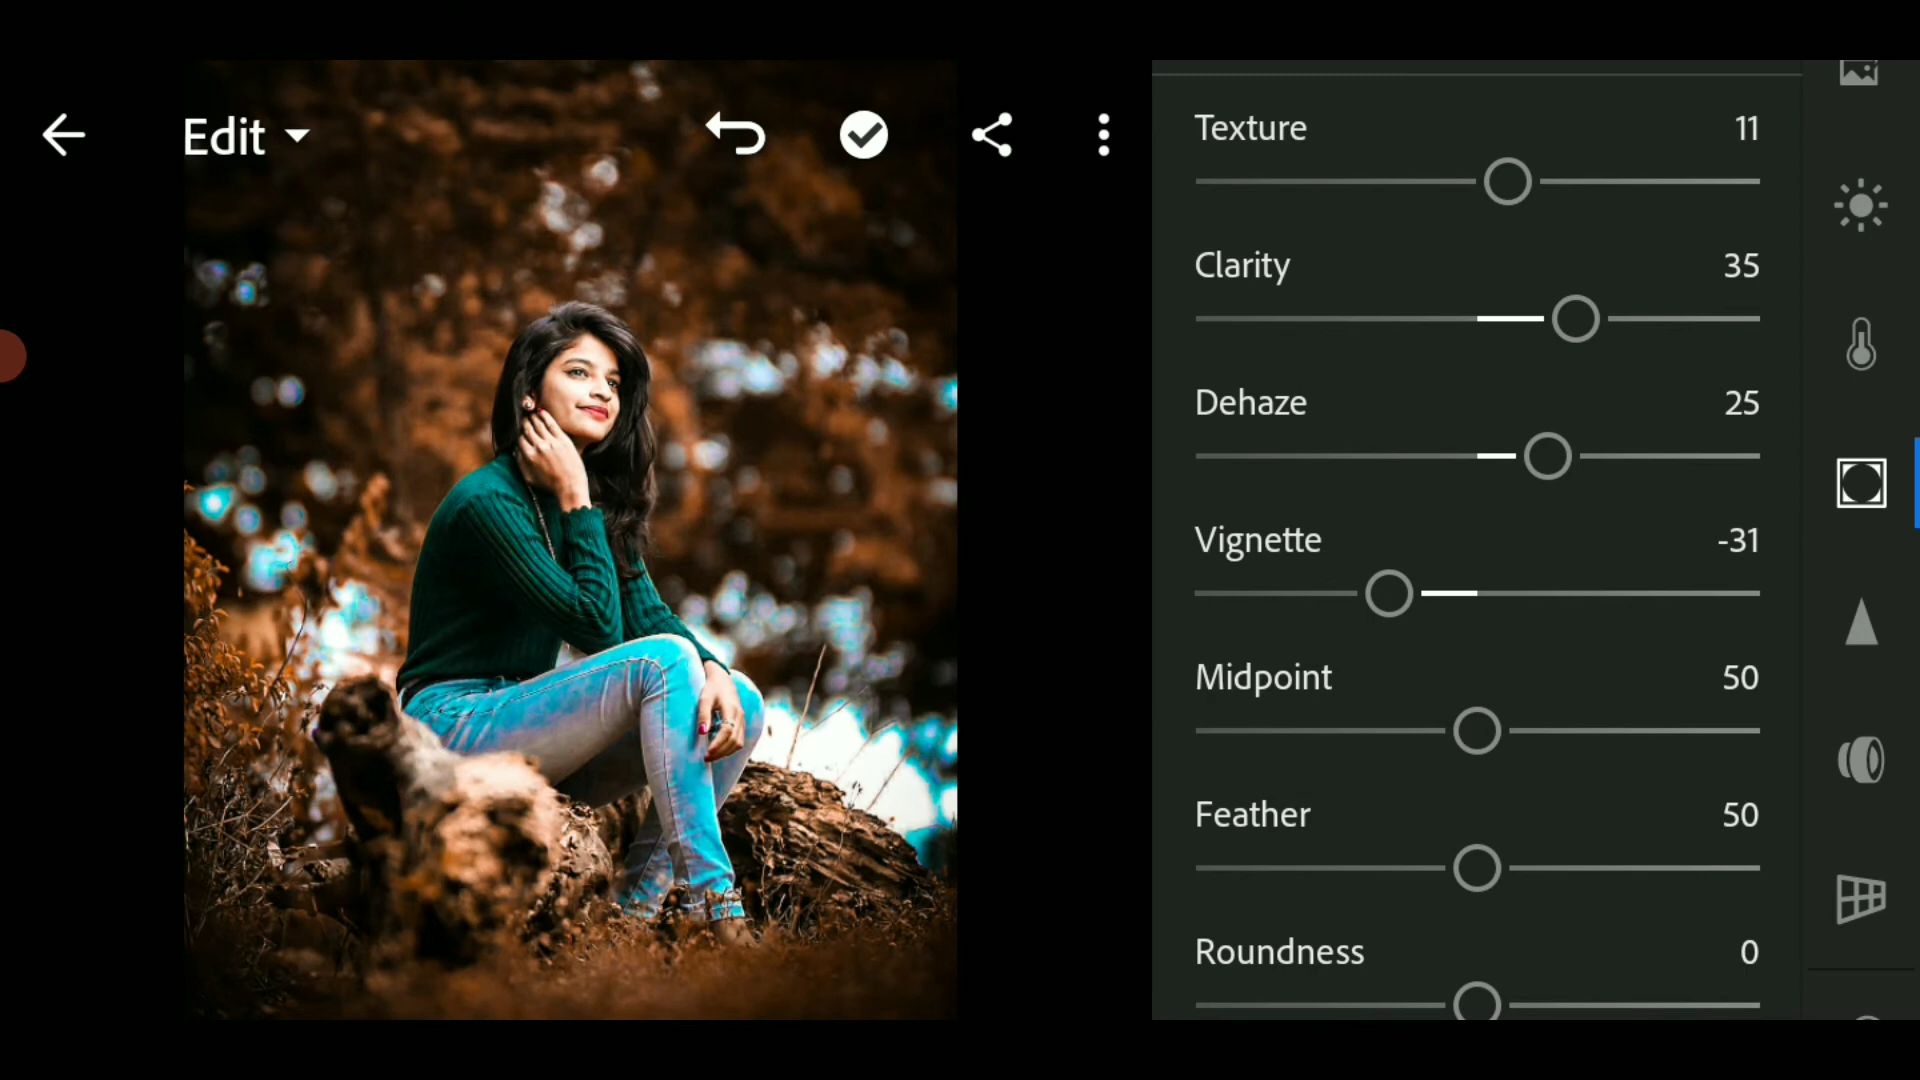 Edit
Texture 11
Clarity 35
Dehaze 25
Vignette -31
Midpoint 50
Feather 50
Roundness 0